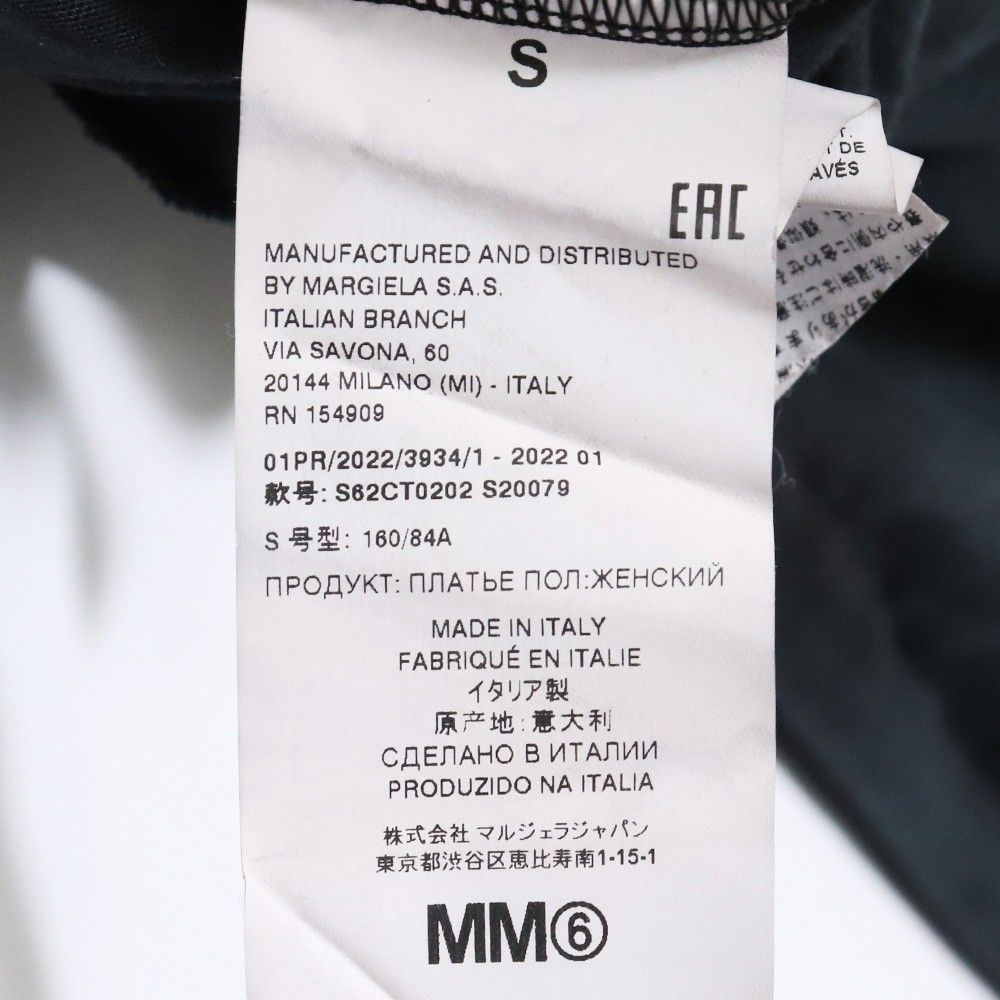 S
EAC
MANUFACTURED AND DISTRIBUTED
BY MARGIELA S.A.S.
ITALIAN BRANCH
VIA SAVONA, 60
20144 MILANO (MI) - ITALY
RN 154909
01PR/2022/3934/1 - 2022 01
款号: S62CT0202 S20079
S 号型: 160/84A
ПРОДУКТ: ПЛАТЬЕ ПОЛ:ЖЕНСКИЙ
MADE IN ITALY
FABRIQUÉ EN ITALIE
イタリア製
原产地: 意大利
СДЕЛАНО В ИТАЛИИ
PRODUZIDO NA ITALIA
株式会社 マルジェラジャパン
東京都渋谷区恵比寿南1-15-1
MM⑥
DE